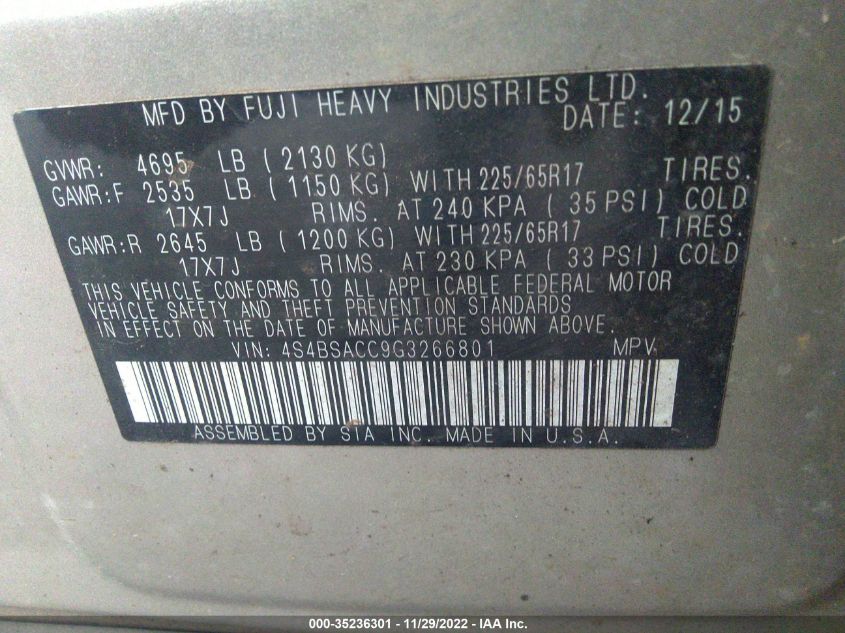 MFD BY FUJI HEAVY INDUSTRIES LTD.
DATE: 12/15
GVWR: 4695 LB ( 2130 KG)
GAWR:F 2535 LB ( 1150 KG) WITH 225/65R17 TIRES.
17X7J RIMS. AT 240 KPA ( 35 PSI) COLD
GAWR:R 2645 LB ( 1200 KG) WITH 225/65R17 TIRES.
17X7J RIMS. AT 230 KPA ( 33 PSI) COLD
THIS VEHICLE CONFORMS TO ALL APPLICABLE FEDERAL MOTOR
VEHICLE SAFETY AND THEFT PREVENTION STANDARDS
IN EFFECT ON THE DATE OF MANUFACTURE SHOWN ABOVE.
VIN: 4S4BSACC9G3266801 MPV
ASSEMBLED BY SIA INC. MADE IN U.S.A.
000-35236301 - 11/29/2022 - IAA Inc.